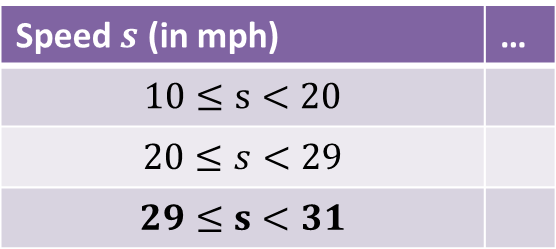 Speed s (in mph) ...
10 ≤ s < 20
20 ≤ s < 29
29 ≤ s < 31